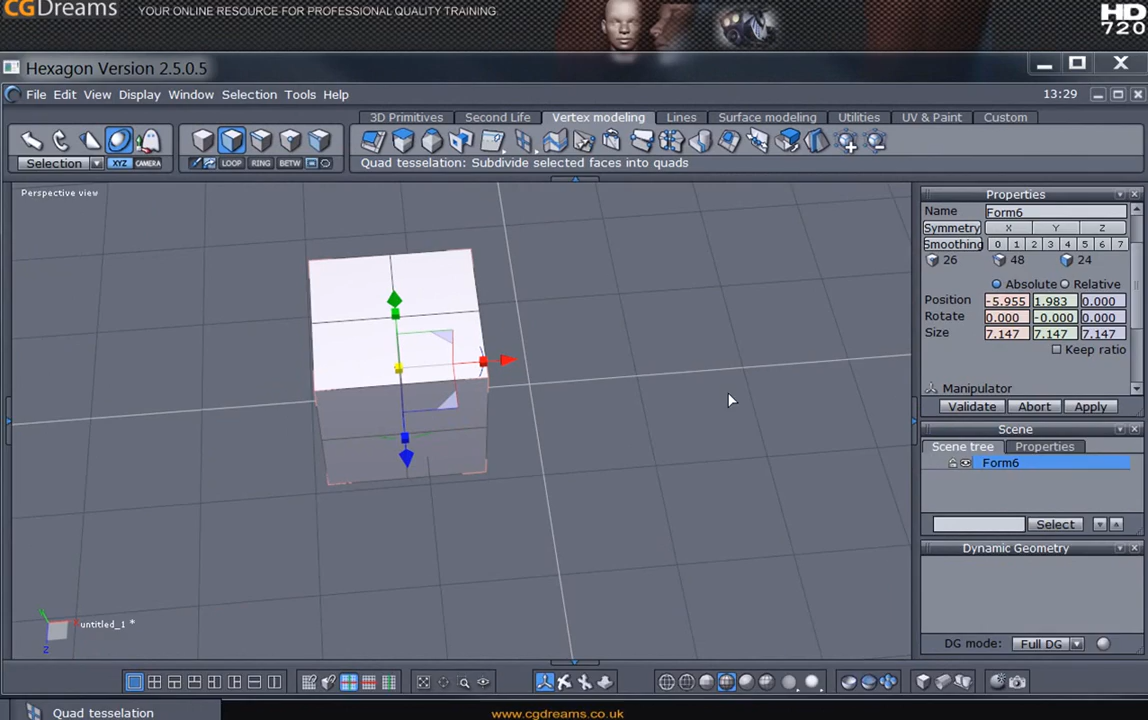 CGDreams
YOUR ONLINE RESOURCE FOR PROFESSIONAL QUALITY TRAINING.
HD
720
Hexagon Version 2.5.0.5
File Edit View Display Window Selection Tools Help
13:29
3D Primitives Second Life Vertex modeling Lines Surface modeling Utilities UV & Paint Custom
Selection XYZ CAMERA LOOP RING BETW
Quad tesselation: Subdivide selected faces into quads
Perspective view
Properties
Name Form6
Symmetry X Y Z
Smoothing 0 1 2 3 4 5 6 7
26 48 24
Absolute Relative
Position -5.955 1.983 0.000
Rotate 0.000 -0.000 0.000
Size 7.147 7.147 7.147
Keep ratio
Manipulator
Validate Abort Apply
Scene
Scene tree Properties
Form6
Select
Dynamic Geometry
DG mode: Full DG
Y
Z
untitled_1 *
Quad tesselation
www.cgdreams.co.uk